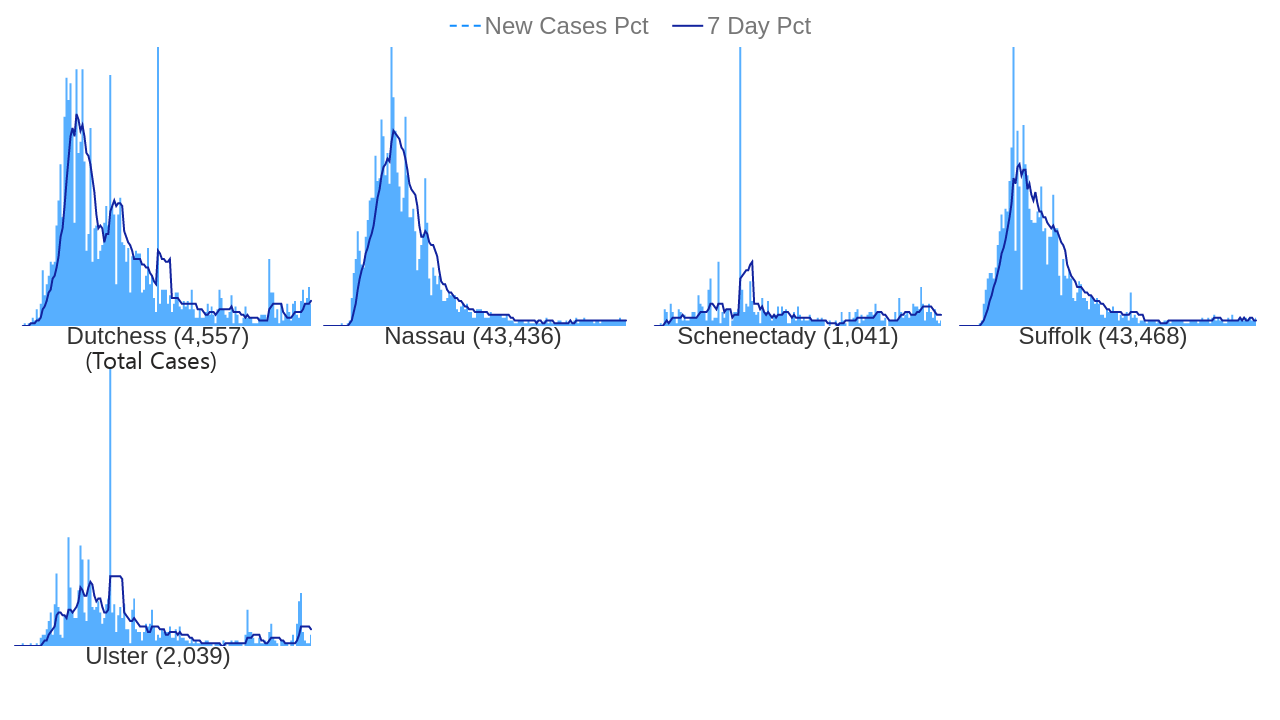 New Cases Pct 7 Day Pct
Dutchess (4,557) Nassau (43,436) Schenectady (1,041) Suffolk (43,468)
(Total Cases)
Ulster (2,039)